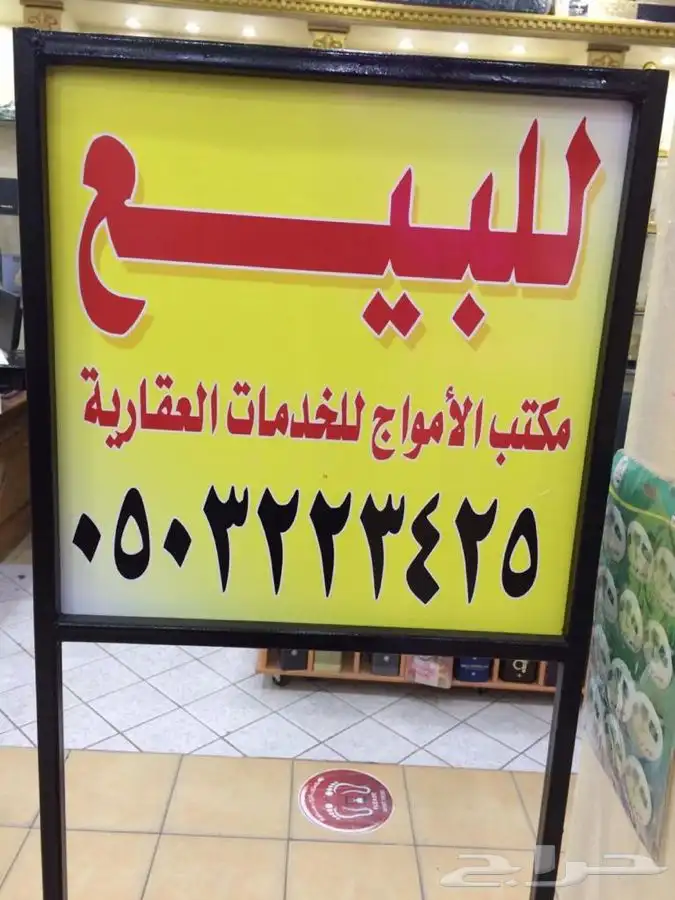 للبيع
مكتب الأمواج للخدمات العقارية
٠٥٠٣٢٢٣٤٢٥
حراج